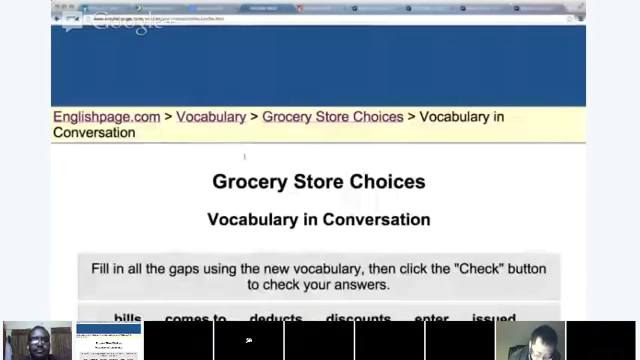 Google
Englishpage.com > Vocabulary > Grocery Store Choices > Vocabulary in
Conversation
Grocery Store Choices
Vocabulary in Conversation
Fill in all the gaps using the new vocabulary, then click the "Check" button
to check your answers.
bills comes to deducts discounts enter issued